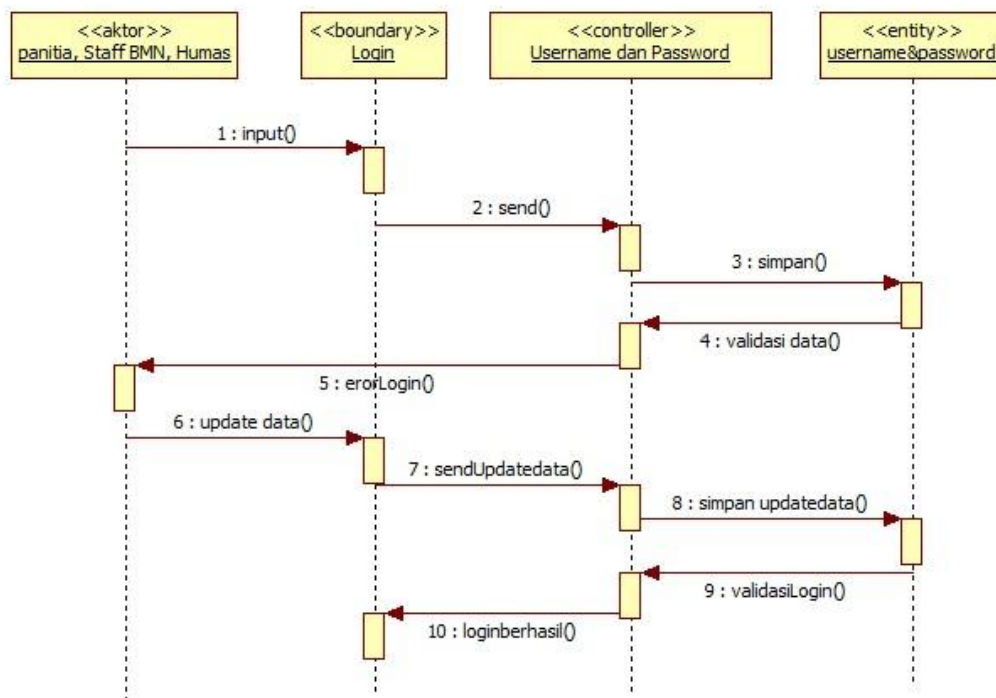 <<aktor>>
panitia, Staff BMN, Humas
<<boundary>>
Login
<<controller>>
Username dan Password
<<entity>>
username&password
1 : input()
2 : send()
3 : simpan()
4 : validasi data()
5 : erorLogin()
6 : update data()
7 : sendUpdatedata()
8 : simpan updatedata()
9 : validasiLogin()
10 : loginberhasil()